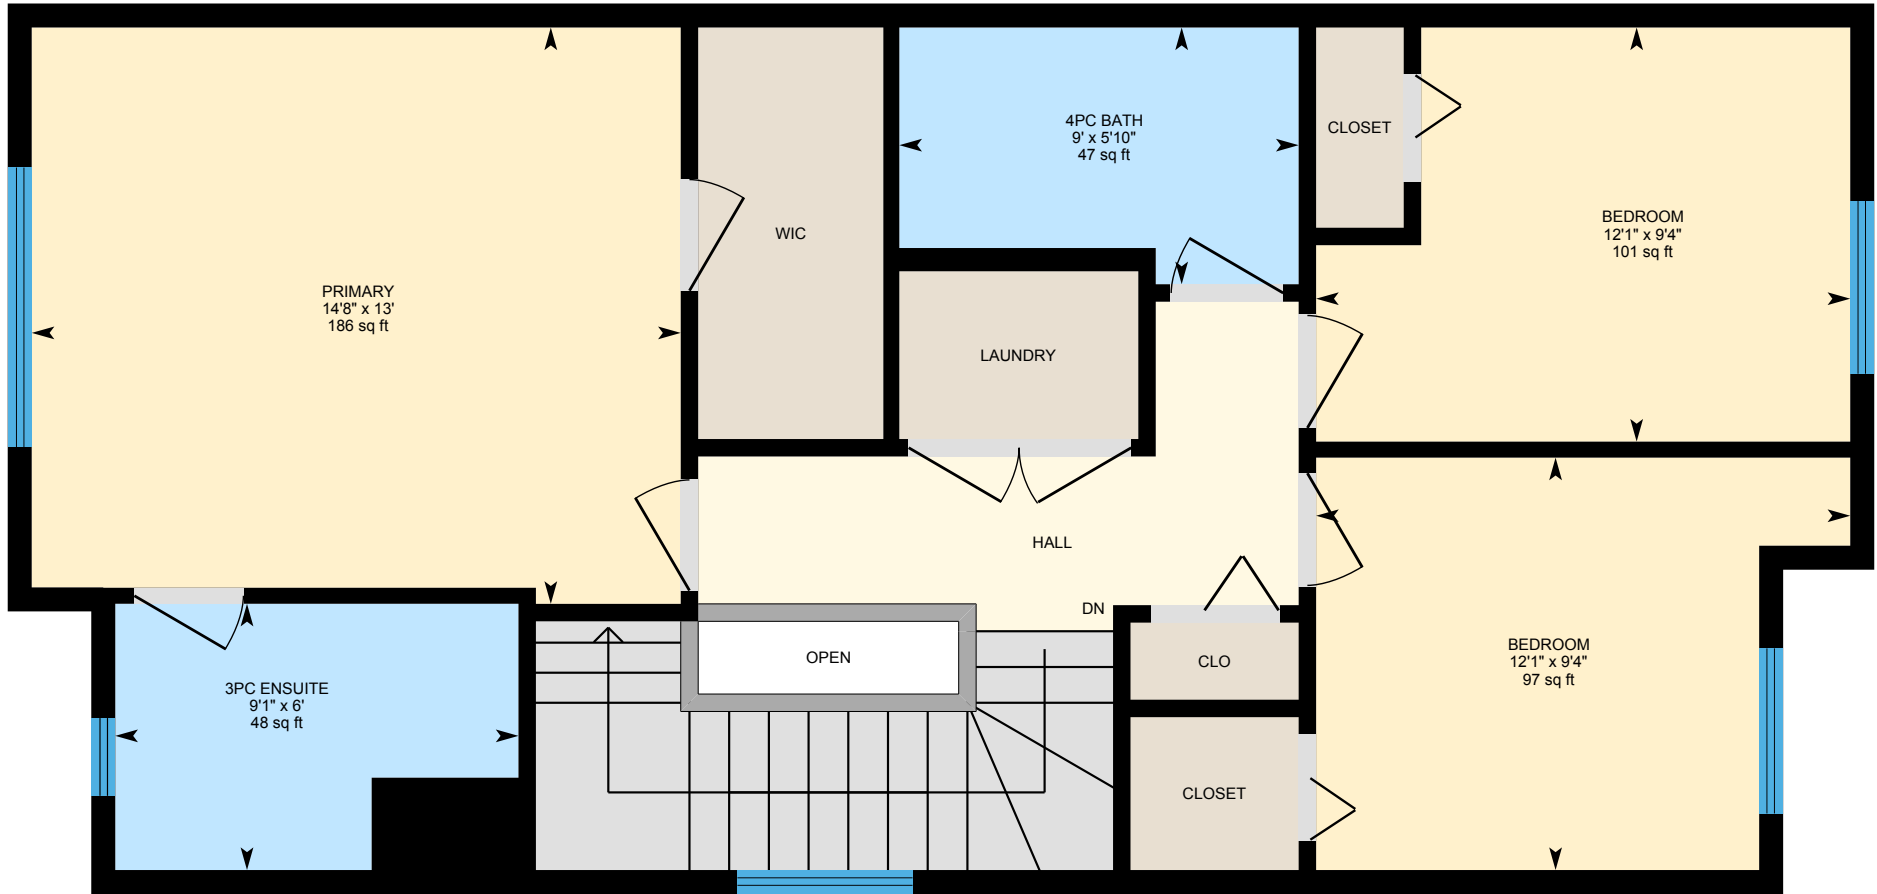 4PC BATH
9' x 5'10"
47 sq ft
CLOSET
BEDROOM
12'1" x 9'4"
101 sq ft
WIC
PRIMARY
14'8" x 13'
186 sq ft
LAUNDRY
HALL
DN
OPEN
CLO
BEDROOM
12'1" x 9'4"
97 sq ft
3PC ENSUITE
9'1" x 6'
48 sq ft
CLOSET